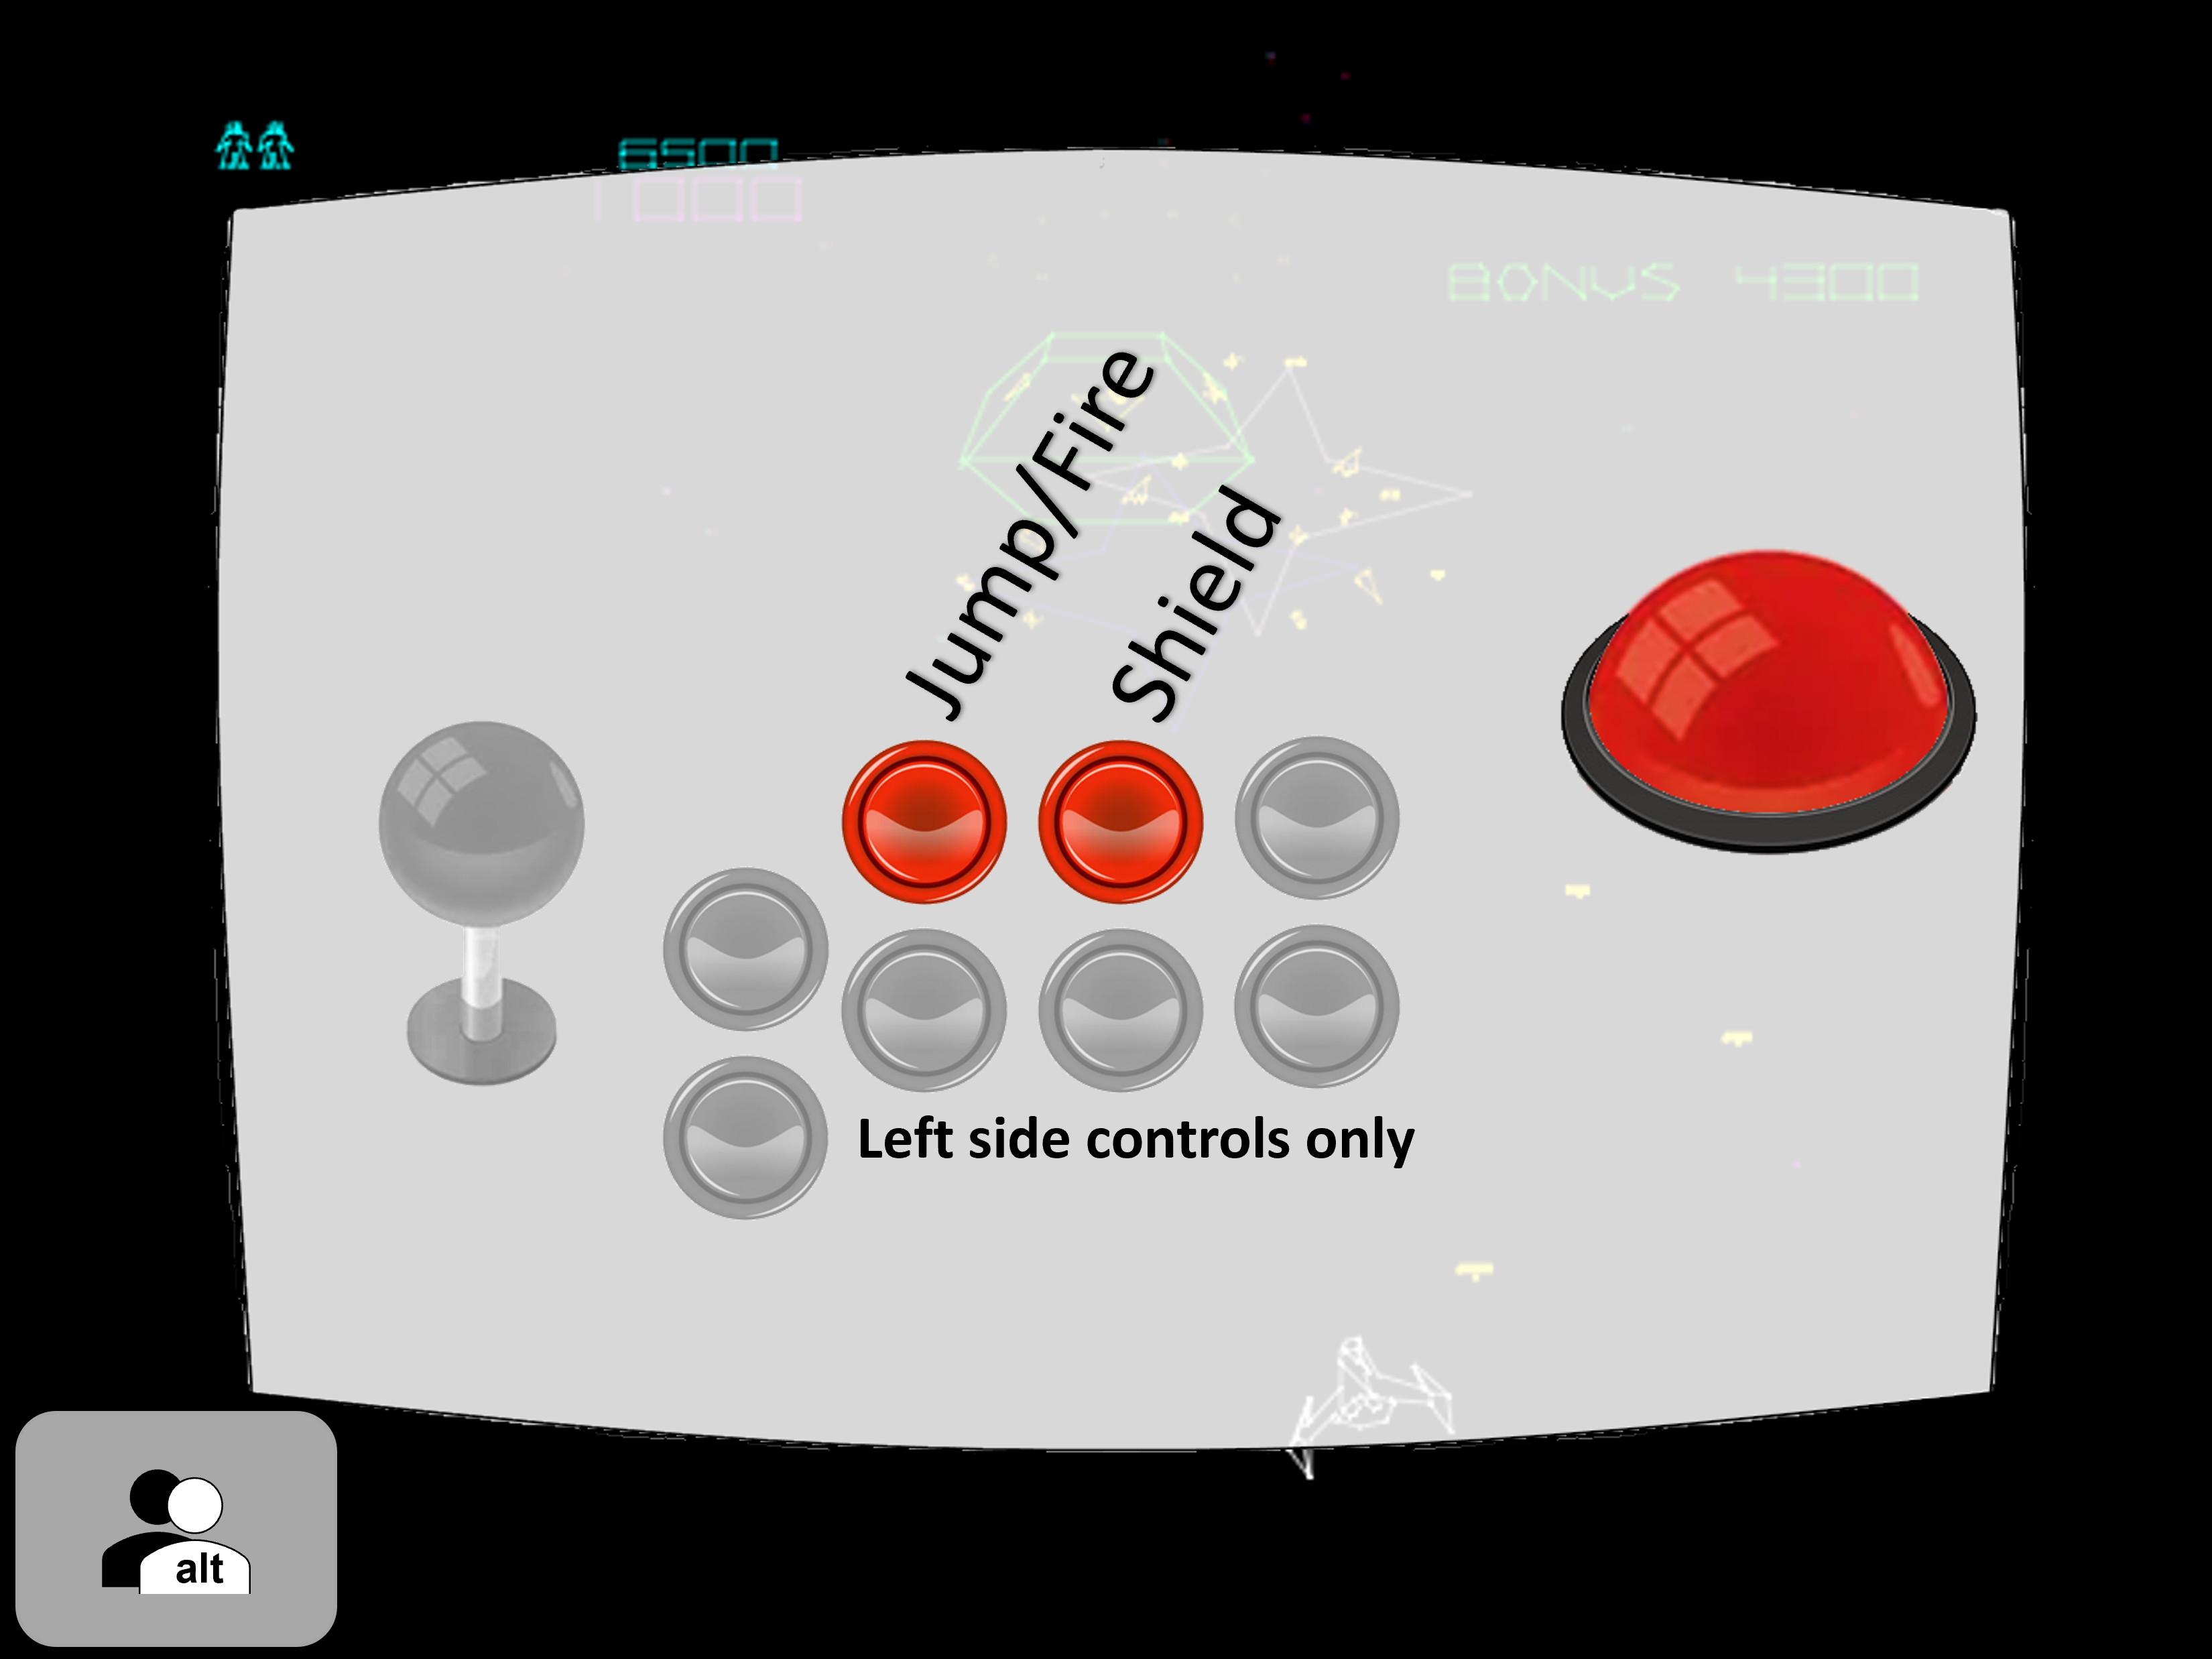 6500
1000
BONUS 4300
Jump/Fire
Shield
Left side controls only
alt